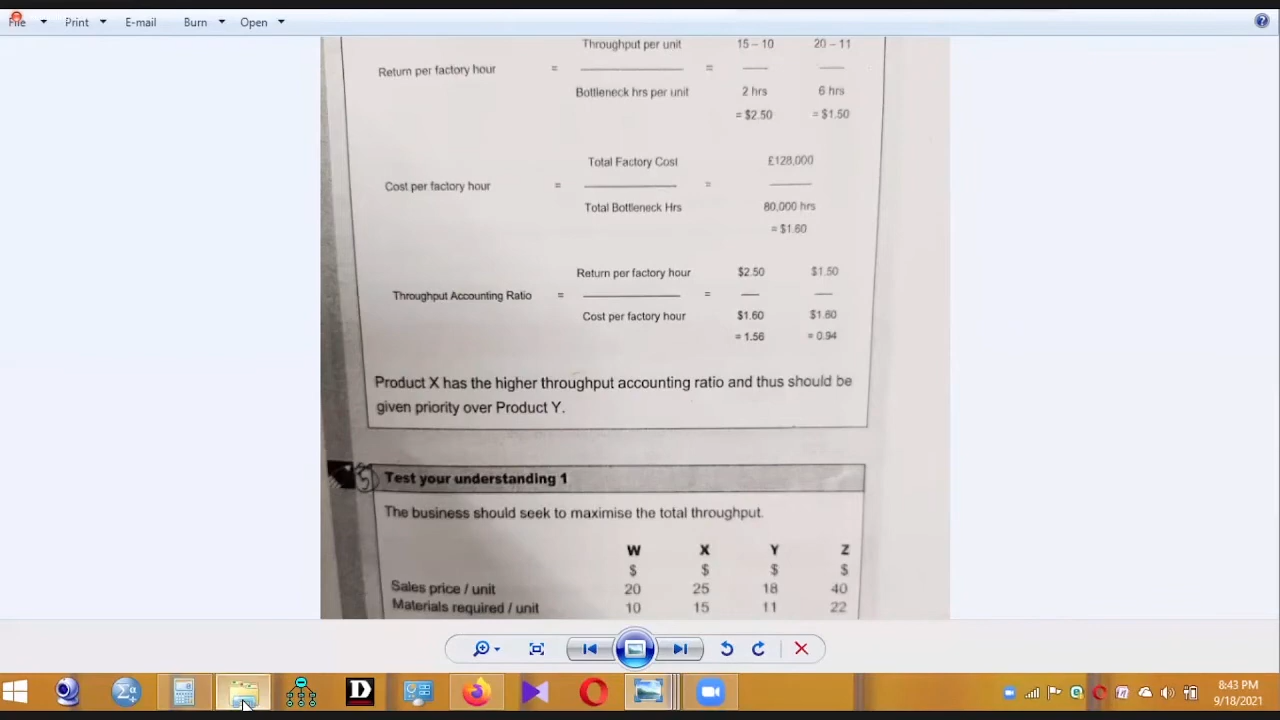 File Print E-mail Burn Open
Throughput per unit 15 – 10 20 – 11
Return per factory hour = =
Bottleneck hrs per unit 2 hrs 6 hrs
= $2.50 = $1.50
Total Factory Cost £128,000
Cost per factory hour = =
Total Bottleneck Hrs 80,000 hrs
= $1.60
Return per factory hour $2.50 $1.50
Throughput Accounting Ratio = =
Cost per factory hour $1.60 $1.60
= 1.56 = 0.94
Product X has the higher throughput accounting ratio and thus should be
given priority over Product Y.
Test your understanding 1
The business should seek to maximise the total throughput.
W X Y Z
$ $ $ $
Sales price / unit 20 25 18 40
Materials required / unit 10 15 11 22
8:43 PM
9/18/2021